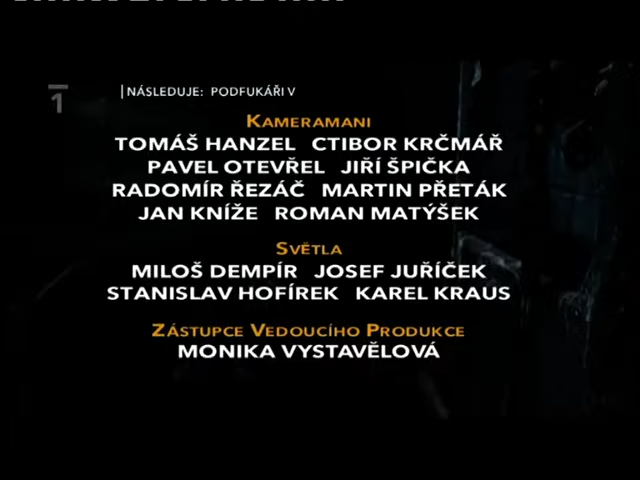 1
NÁSLEDUJE: PODFUKÁŘI V
KAMERAMANI
TOMÁŠ HANZEL CTIBOR KRČMÁŘ
PAVEL OTEVŘEL JIŘÍ ŠPIČKA
RADOMÍR ŘEZÁČ MARTIN PŘETÁK
JAN KNÍŽE ROMAN MATÝŠEK
SVĚTLA
MILOŠ DEMPÍR JOSEF JUŘÍČEK
STANISLAV HOFÍREK KAREL KRAUS
ZÁSTUPCE VEDOUCÍHO PRODUKCE
MONIKA VYSTAVĚLOVÁ